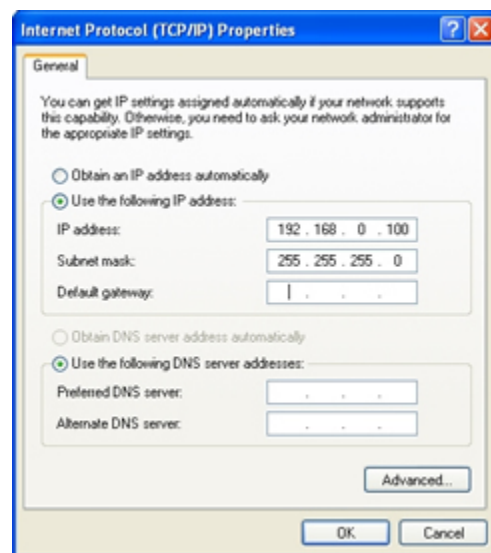 Internet Protocol (TCP/IP) Properties
General
You can get IP settings assigned automatically if your network supports
this capability. Otherwise, you need to ask your network administrator for
the appropriate IP settings.
Obtain an IP address automatically
Use the following IP address:
IP address: 192 . 168 . 0 . 100
Subnet mask: 255 . 255 . 255 . 0
Default gateway: . . .
Obtain DNS server address automatically
Use the following DNS server addresses:
Preferred DNS server: . . .
Alternate DNS server: . . .
Advanced...
OK Cancel